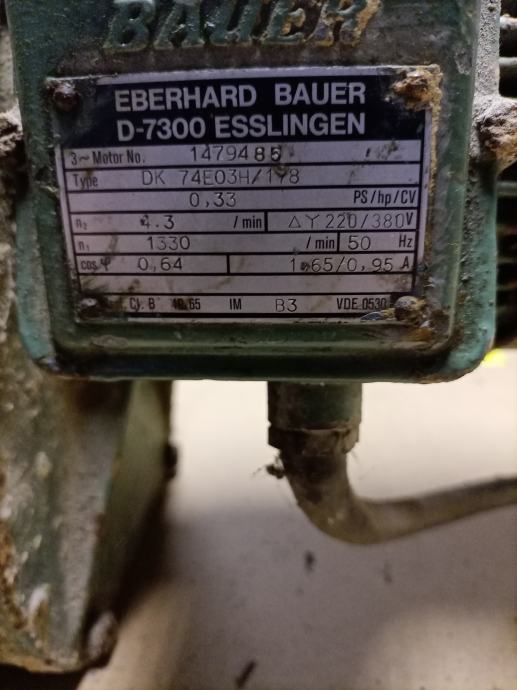 BAUER
EBERHARD BAUER
D-7300 ESSLINGEN
3~ Motor No. 1479485
Type DK 74E03H/178
0,33 PS/hp/CV
n₂ 4.3 /min Δ Y 220/380V
n₁ 1330 /min 50 Hz
cos φ 0,64 1,65/0,95 A
Cl. B IM B3 VDE 0530